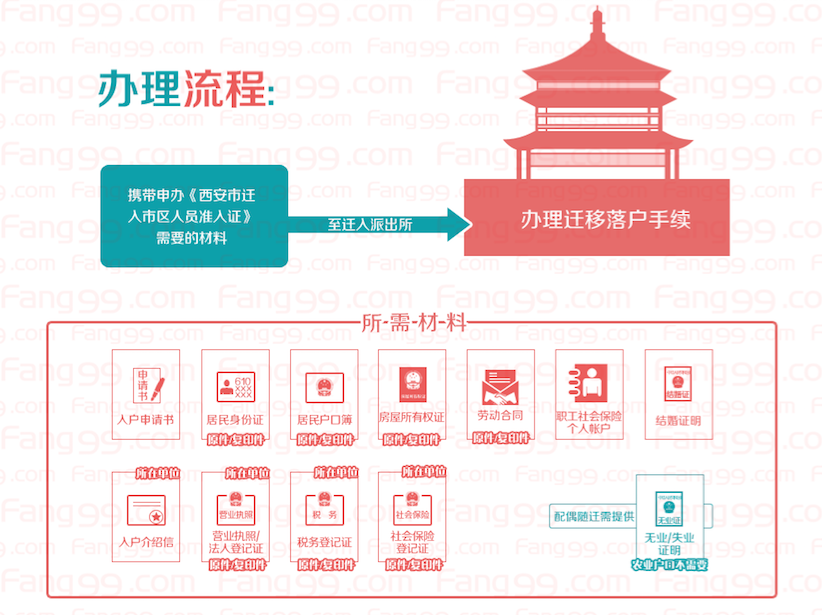 办理流程:
携带申办《西安市迁
入市区人员准入证》
需要的材料
至迁入派出所
办理迁移落户手续
所-需-材-料
申请书
入户申请书
610
XXX
XXX
居民身份证
原件/复印件
居民户口簿
原件/复印件
房屋所有权证
原件/复印件
劳动合同
原件/复印件
职工社会保险
个人帐户
结婚证
结婚证明
所在单位
入户介绍信
所在单位
营业执照
营业执照/
法人登记证
原件/复印件
所在单位
税 务
税务登记证
原件/复印件
所在单位
社会保险
社会保险
登记证
原件/复印件
配偶随迁需提供
无业证
无业/失业
证明
农业户口不需要
Fang99.com